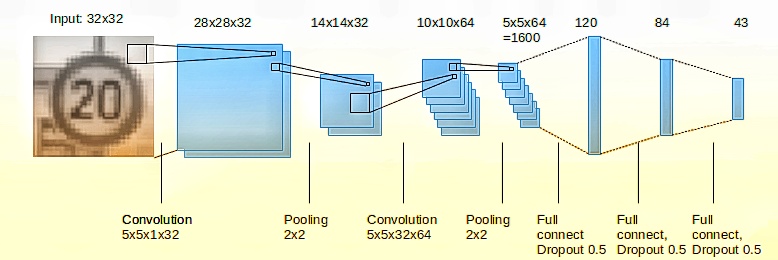 Input: 32x32
28x28x32
14x14x32
10x10x64
5x5x64
=1600
120
84
43
20
Convolution
5x5x1x32
Pooling
2x2
Convolution
5x5x32x64
Pooling
2x2
Full
connect
Dropout 0.5
Full
connect,
Dropout 0.5
Full
connect,
Dropout 0.5